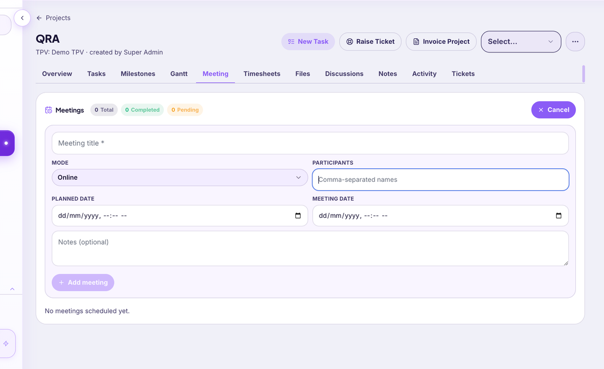 ← Projects
QRA
TPV: Demo TPV · created by Super Admin
New Task
Raise Ticket
Invoice Project
Select...
Overview Tasks Milestones Gantt Meeting Timesheets Files Discussions Notes Activity Tickets
Meetings 0 Total 0 Completed 0 Pending
× Cancel
Meeting title *
MODE
PARTICIPANTS
Online
Comma-separated names
PLANNED DATE
MEETING DATE
dd/mm/yyyy, --:-- --
dd/mm/yyyy, --:-- --
Notes (optional)
+ Add meeting
No meetings scheduled yet.